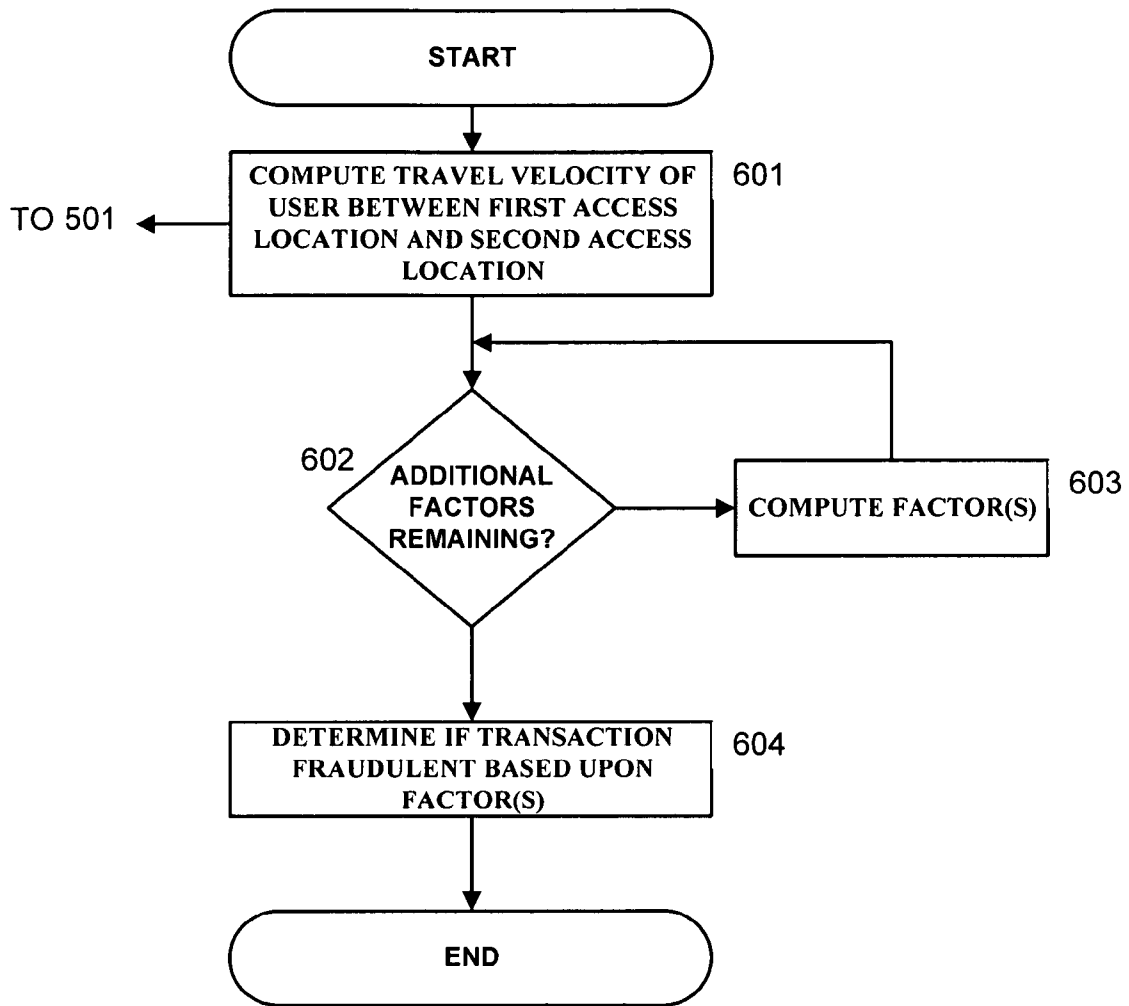 START
COMPUTE TRAVEL VELOCITY OF
USER BETWEEN FIRST ACCESS
LOCATION AND SECOND ACCESS
LOCATION
601
TO 501
602
ADDITIONAL
FACTORS
REMAINING?
COMPUTE FACTOR(S)
603
DETERMINE IF TRANSACTION
FRAUDULENT BASED UPON
FACTOR(S)
604
END